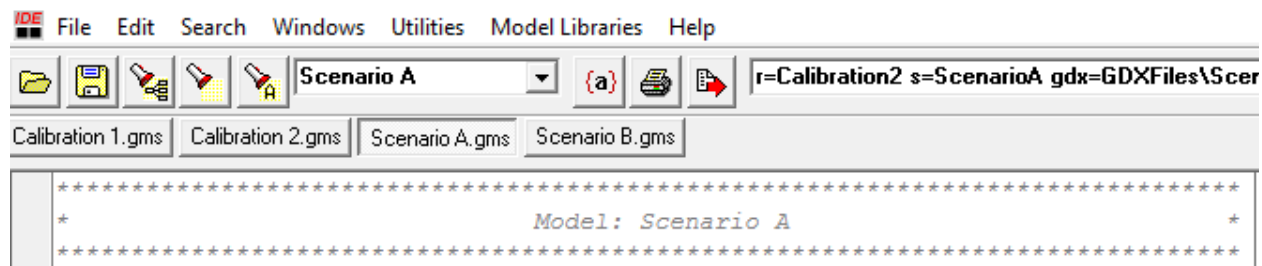 IDE File Edit Search Windows Utilities Model Libraries Help
Scenario A {a} A r=Calibration2 s=ScenarioA gdx=GDXFiles\Scer
Calibration 1.gms Calibration 2.gms Scenario A.gms Scenario B.gms
********************************************************************************
* Model: Scenario A *
********************************************************************************